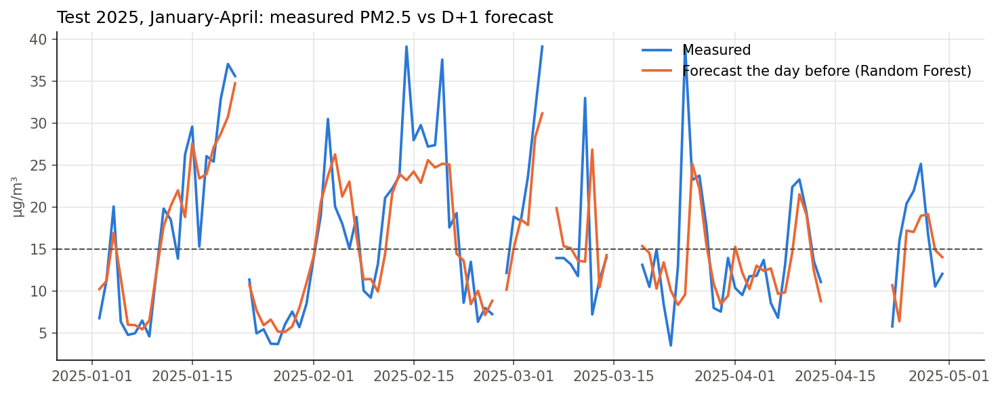 Test 2025, January-April: measured PM2.5 vs D+1 forecast
µg/m³
40
35
30
25
20
15
10
5
Measured
Forecast the day before (Random Forest)
2025-01-01 2025-01-15 2025-02-01 2025-02-15 2025-03-01 2025-03-15 2025-04-01 2025-04-15 2025-05-01